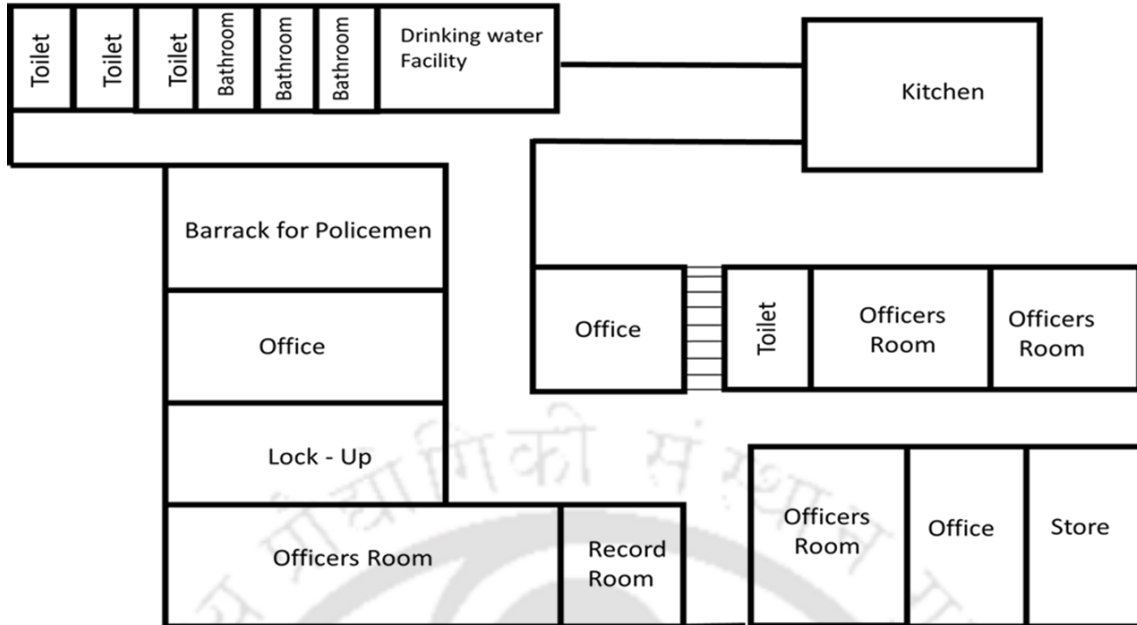 Toilet
Toilet
Toilet
Bathroom
Bathroom
Bathroom
Drinking water
Facility
Kitchen
Barrack for Policemen
Office
Office
Toilet
Officers
Room
Officers
Room
Lock - Up
Officers Room
Record
Room
Officers
Room
Office
Store